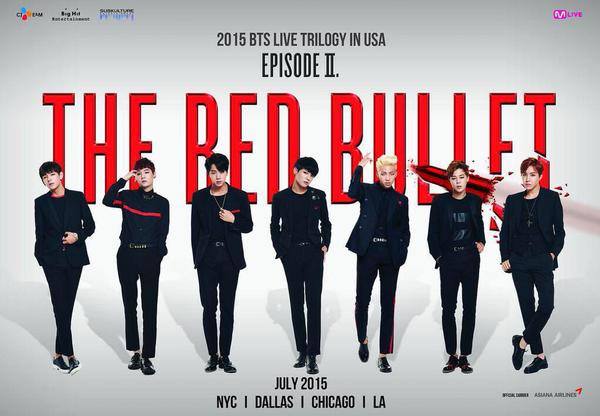 CJ E&M
Big Hit
Entertainment
SUBKULTURE
M LIVE
2015 BTS LIVE TRILOGY IN USA
EPISODE II.
THE RED BULLET
JULY 2015
NYC | DALLAS | CHICAGO | LA
OFFICIAL CARRIER ASIANA AIRLINES